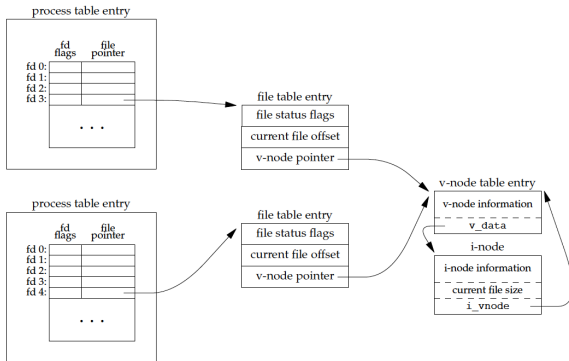 process table entry
fd flags
file pointer
fd 0:
fd 1:
fd 2:
fd 3:
. . .
file table entry
file status flags
current file offset
v-node pointer
process table entry
fd flags
file pointer
fd 0:
fd 1:
fd 2:
fd 3:
fd 4:
. . .
file table entry
file status flags
current file offset
v-node pointer
v-node table entry
v-node information
v_data
i-node
i-node information
current file size
i_vnode